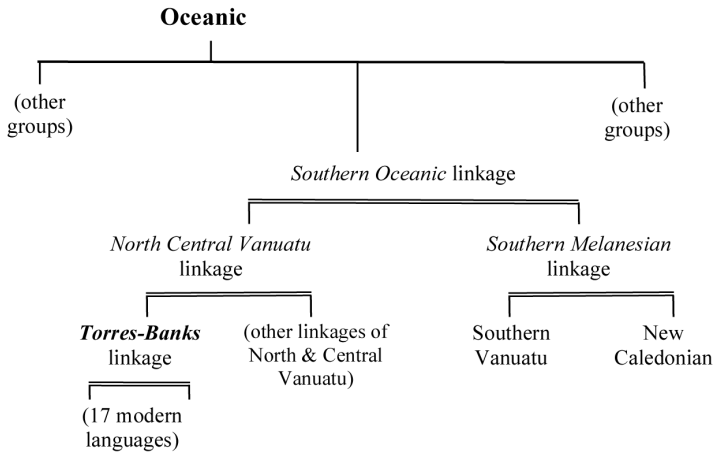 Oceanic
(other
groups)
(other
groups)
Southern Oceanic linkage
North Central Vanuatu
linkage
Southern Melanesian
linkage
Torres-Banks
linkage
(other linkages of
North & Central
Vanuatu)
Southern
Vanuatu
New
Caledonian
(17 modern
languages)